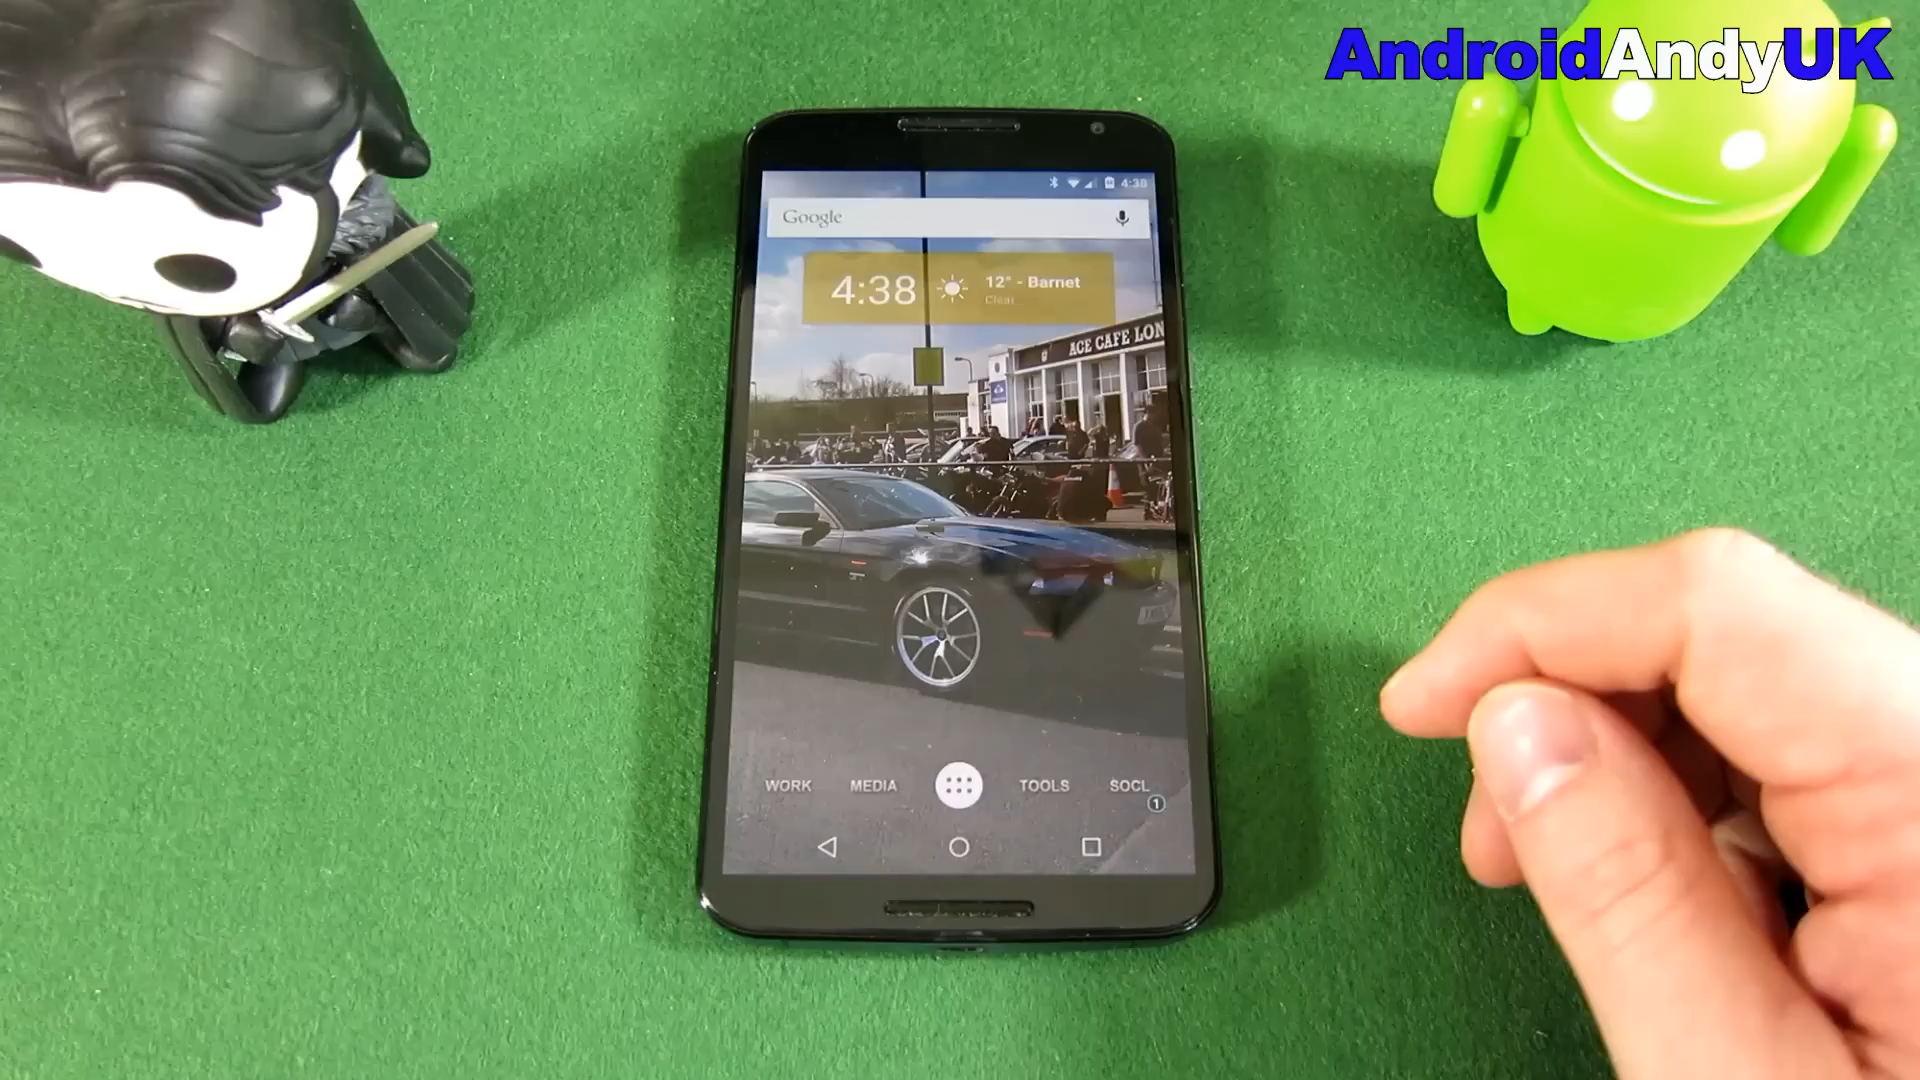 AndroidAndyUK
4:38
Google
4:38
12° - Barnet
Clear
ACE CAFE LON
WORK MEDIA TOOLS SOCL
1